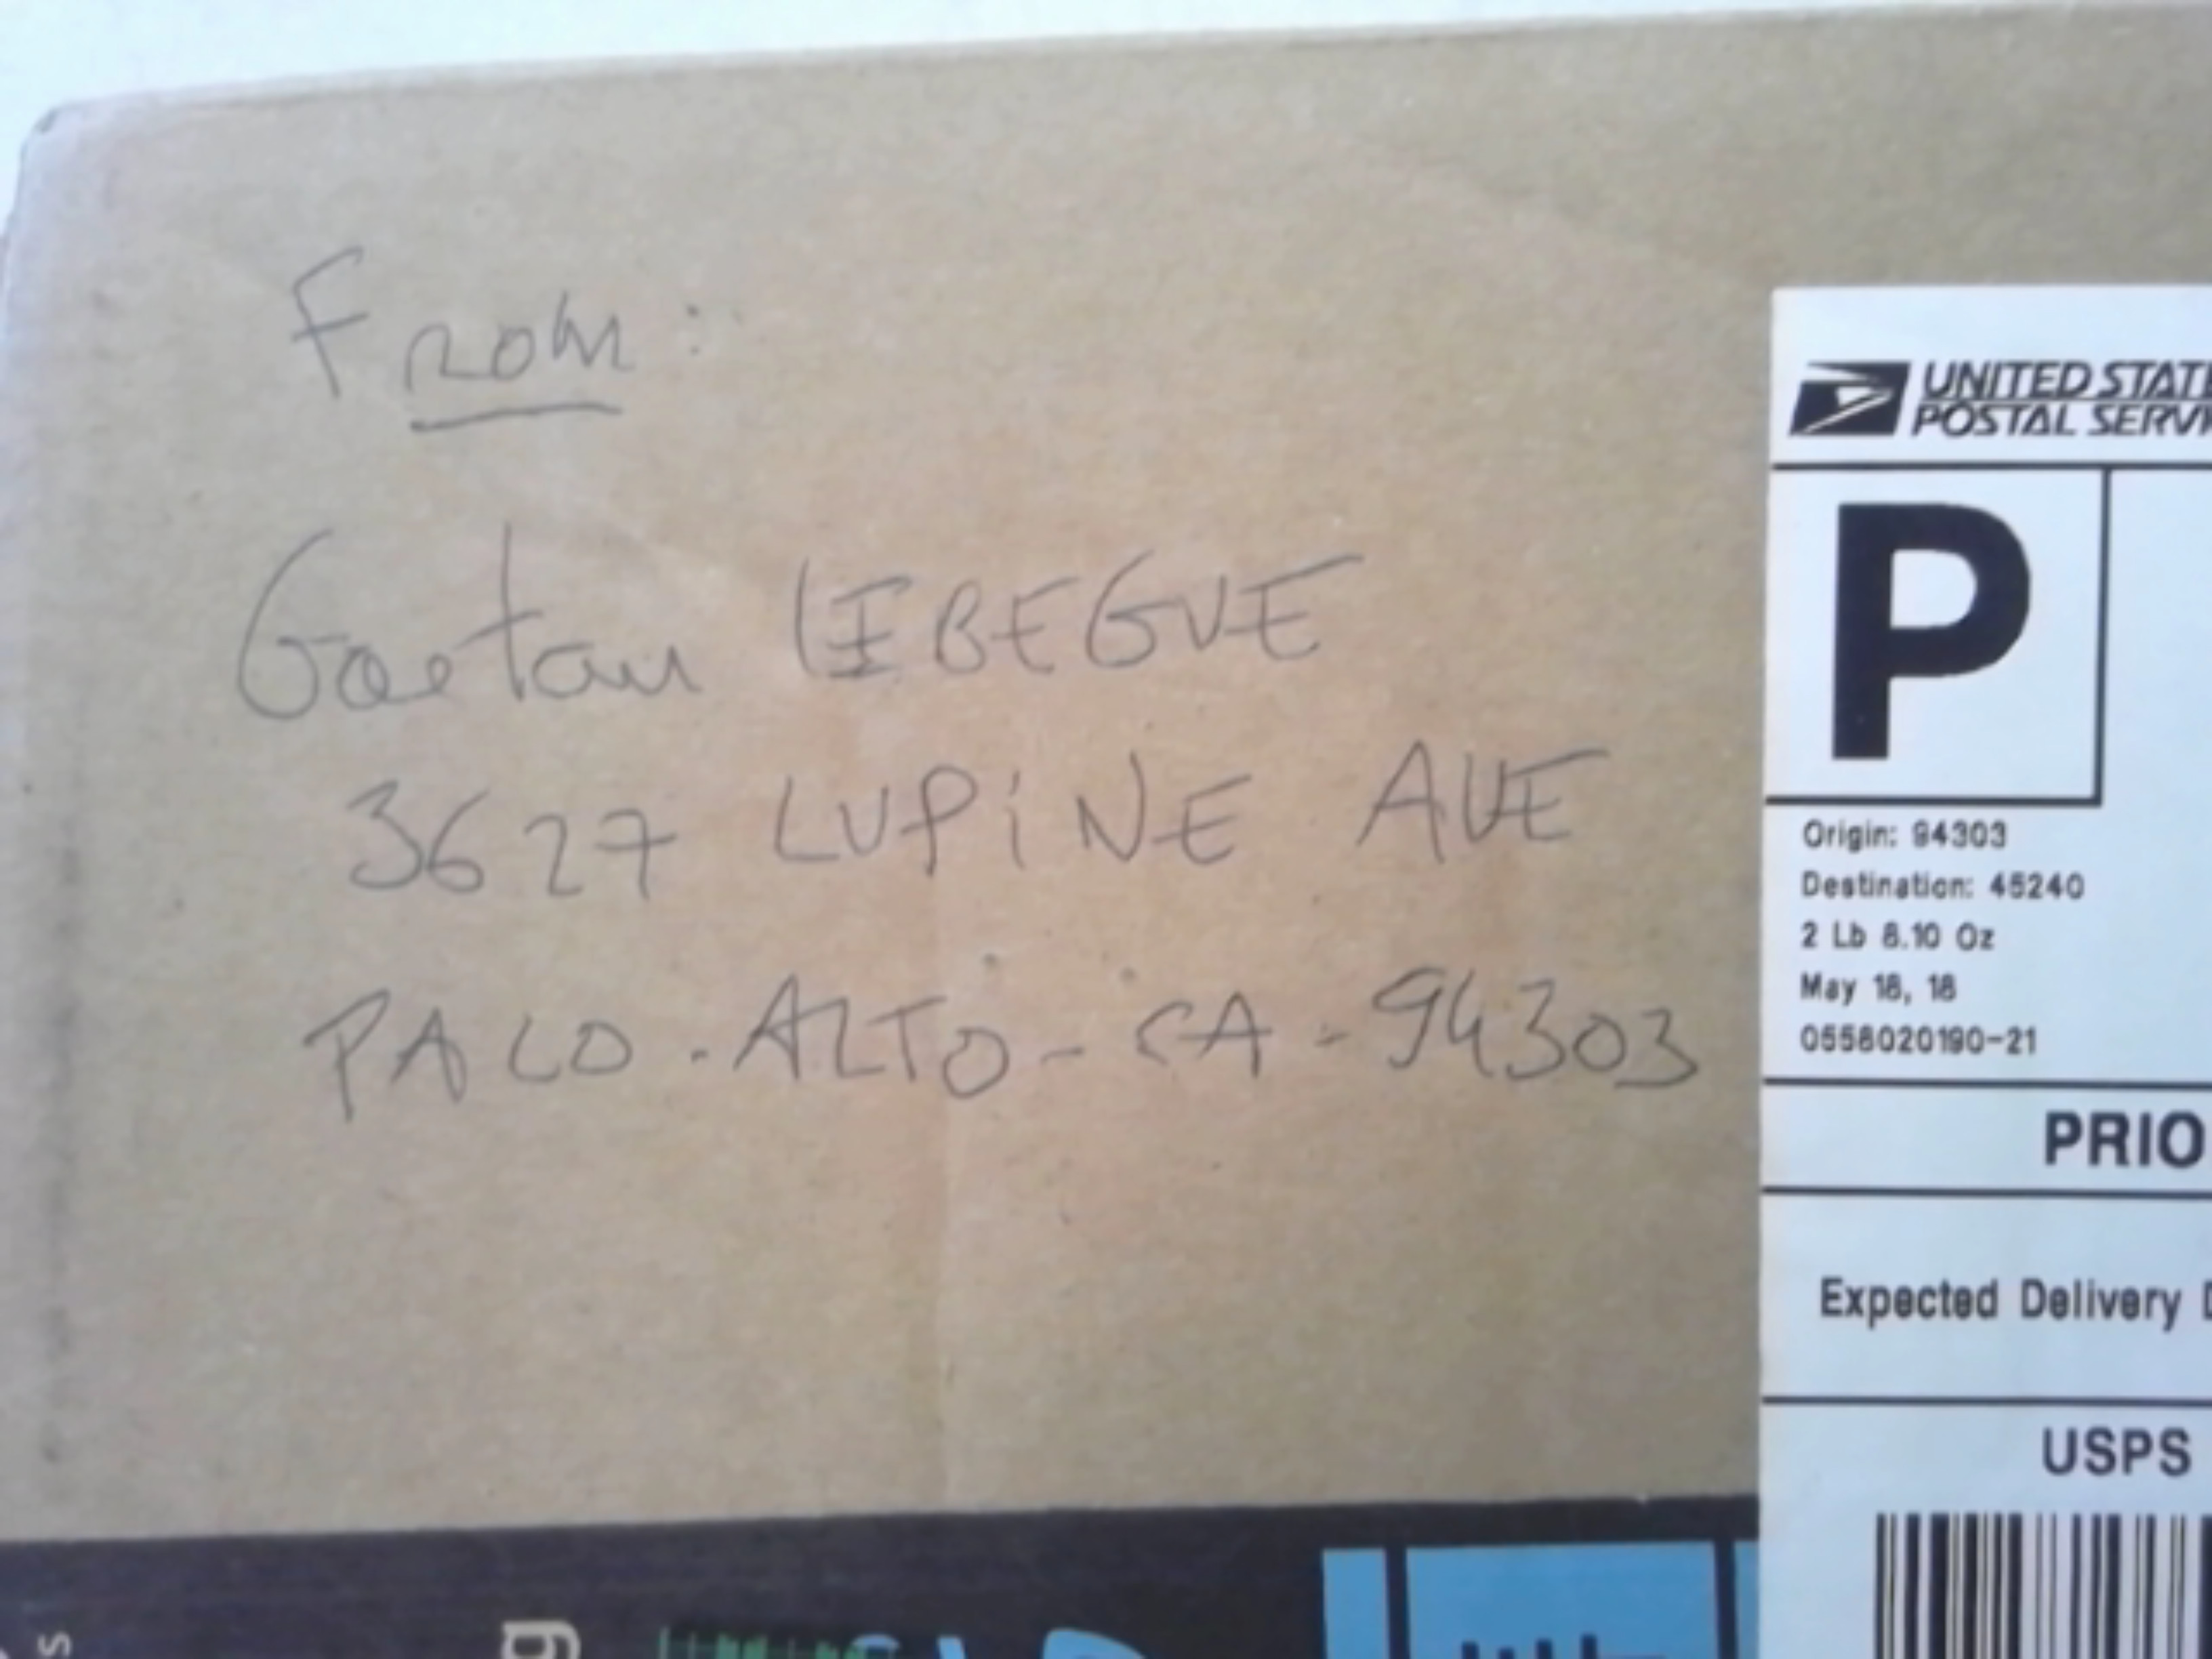 From:
Gaetan LEBEGUE
3627 LUPiNE AVE
PALO-ALTO-CA-94303
UNITED STAT
POSTAL SERV
P
Origin: 94303
Destination: 45240
2 Lb 8.10 Oz
May 18, 18
0558020190-21
PRIO
Expected Delivery D
USPS
s
g